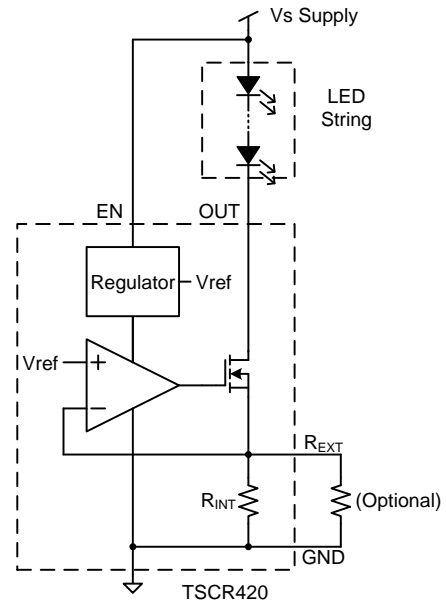 Vs Supply
LED
String
EN
OUT
Regulator
Vref
Vref
+
−
REXT
RINT
(Optional)
GND
TSCR420